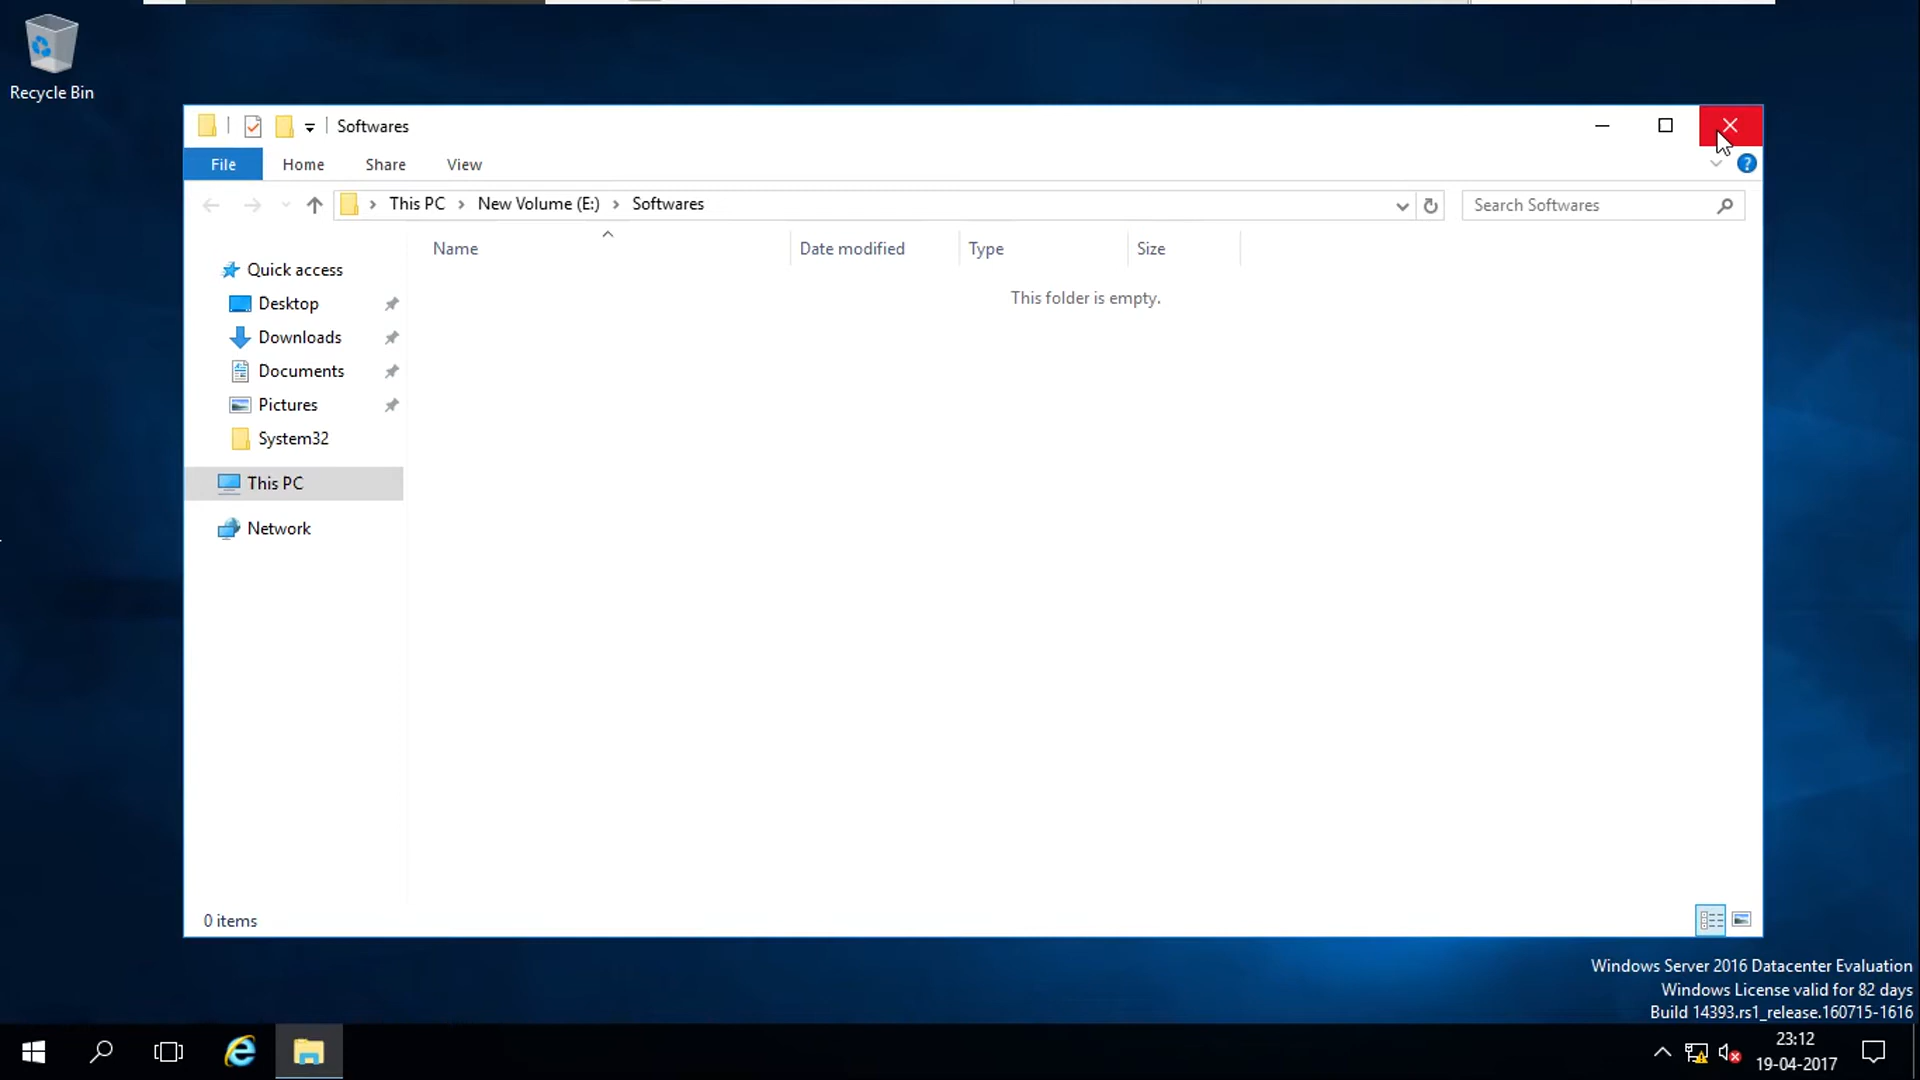 Recycle Bin
Softwares
File Home Share View
This PC New Volume (E:) Softwares
Search Softwares
Name Date modified Type Size
This folder is empty.
Quick access
Desktop
Downloads
Documents
Pictures
System32
This PC
Network
0 items
Windows Server 2016 Datacenter Evaluation
Windows License valid for 82 days
Build 14393.rs1_release.160715-1616
23:12
19-04-2017